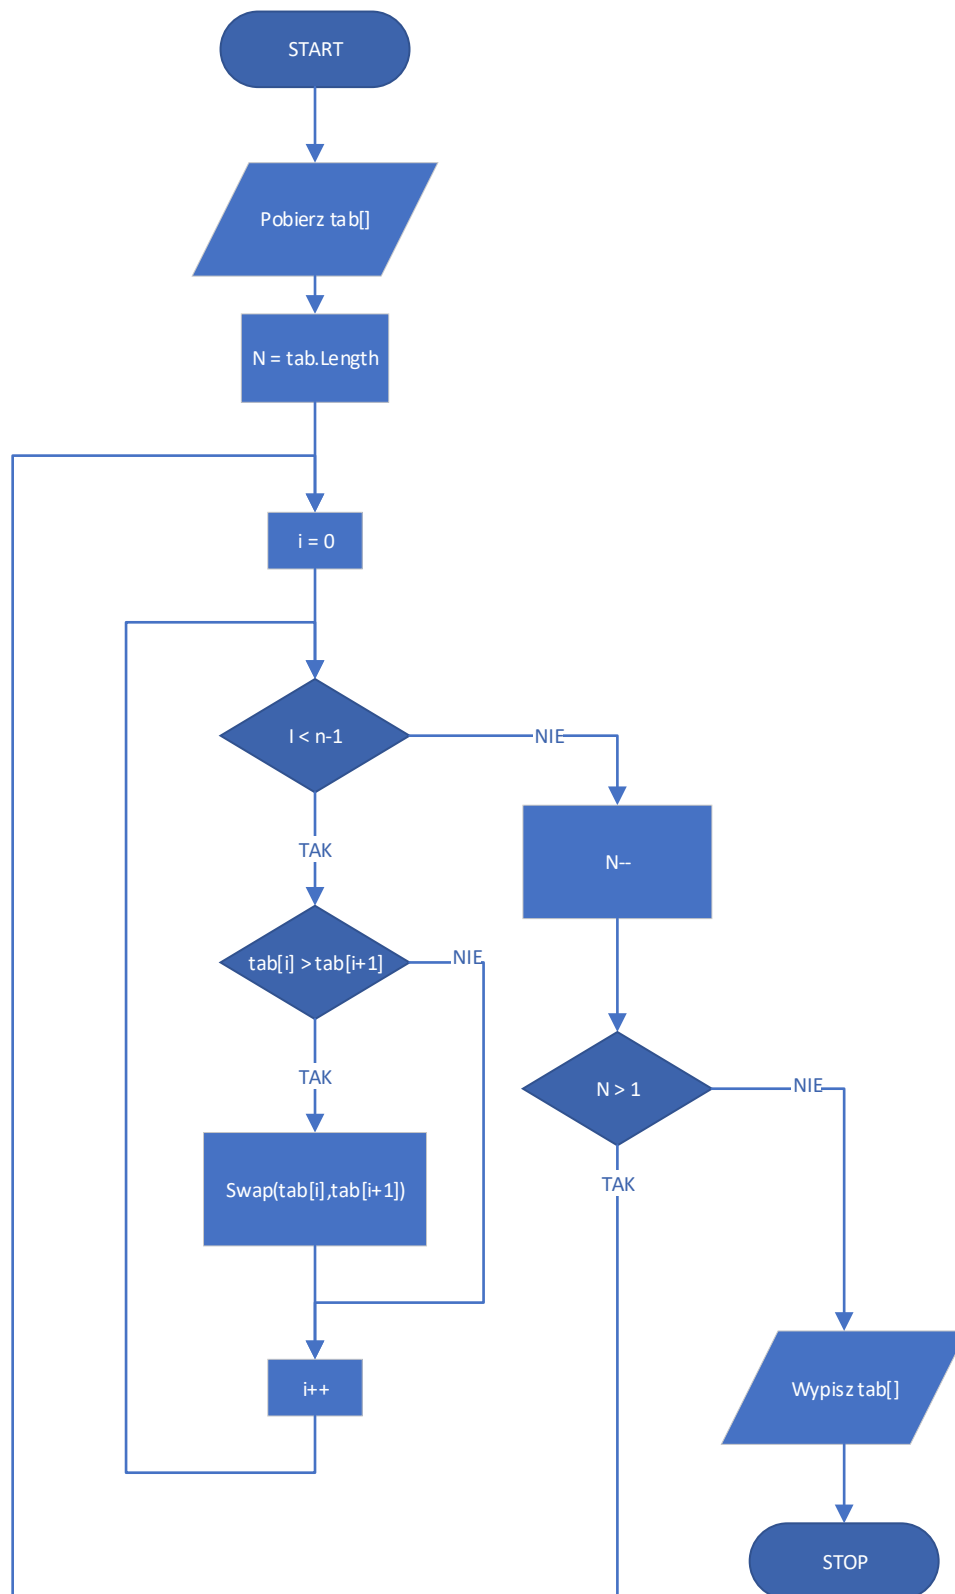 START
Pobierz tab[]
N = tab.Length
i = 0
I < n-1
NIE
TAK
N--
tab[i] > tab[i+1]
NIE
TAK
N > 1
NIE
TAK
Swap(tab[i],tab[i+1])
i++
Wypisz tab[]
STOP